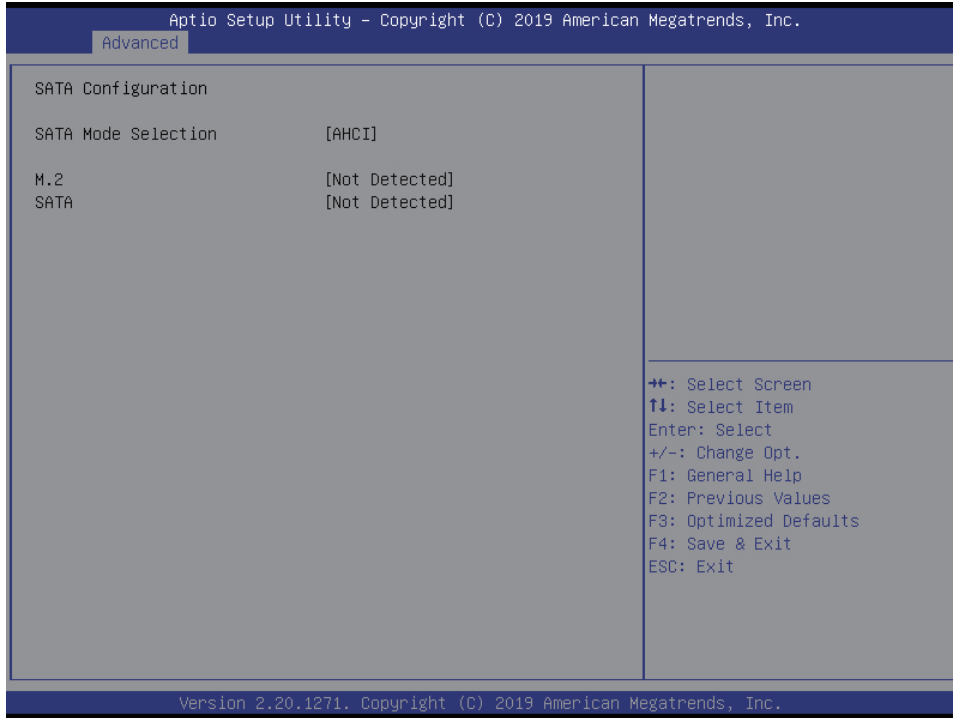 Aptio Setup Utility – Copyright (C) 2019 American Megatrends, Inc.
Advanced
SATA Configuration
SATA Mode Selection [AHCI]
M.2 [Not Detected]
SATA [Not Detected]
→←: Select Screen
↑↓: Select Item
Enter: Select
+/-: Change Opt.
F1: General Help
F2: Previous Values
F3: Optimized Defaults
F4: Save & Exit
ESC: Exit
Version 2.20.1271. Copyright (C) 2019 American Megatrends, Inc.